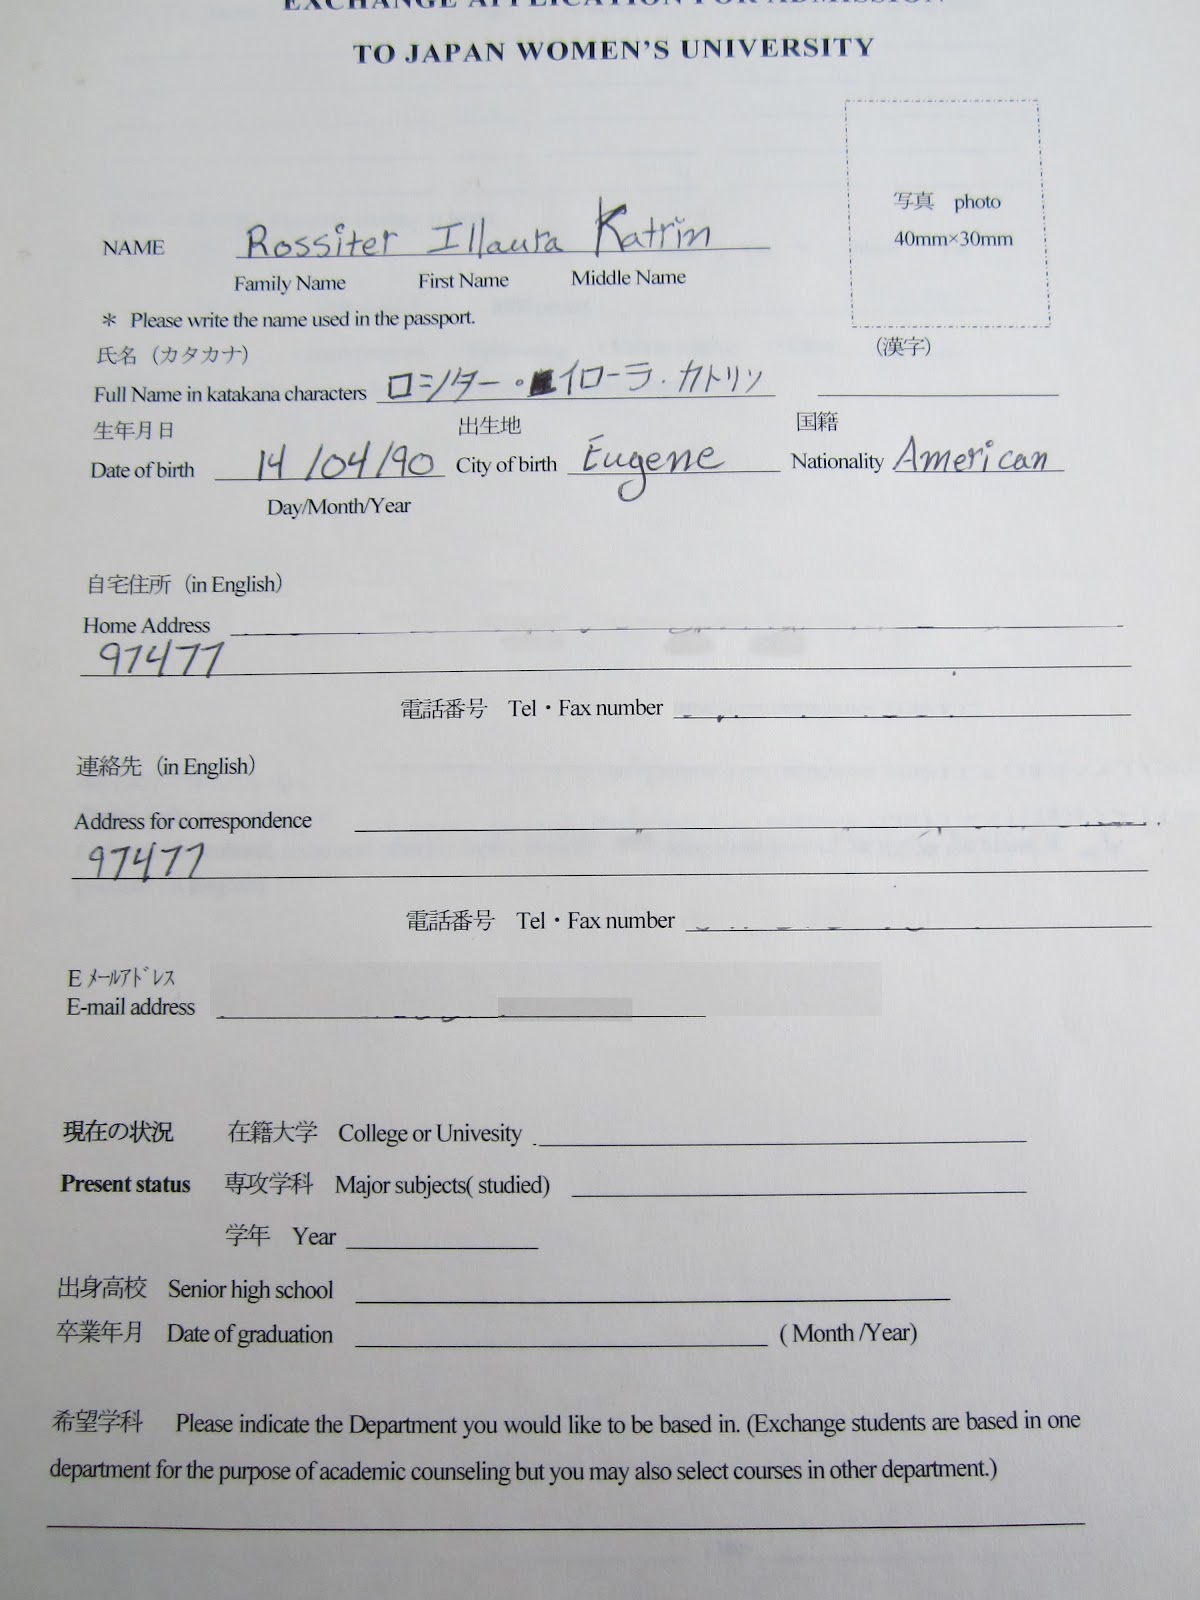 EXCHANGE APPLICATION FOR ADMISSION
TO JAPAN WOMEN'S UNIVERSITY
写真 photo
40mm×30mm
NAME Rossiter Illaura Katrin
Family Name First Name Middle Name
＊ Please write the name used in the passport.
氏名（カタカナ） （漢字）
Full Name in katakana characters ロシター・イローラ・カトリン
生年月日 出生地 国籍
Date of birth 14/04/90 City of birth Eugene Nationality American
Day/Month/Year
自宅住所（in English）
Home Address
97477
電話番号 Tel・Fax number
連絡先（in English）
Address for correspondence
97477
電話番号 Tel・Fax number
E ﾒｰﾙｱﾄﾞﾚｽ
E-mail address
現在の状況 在籍大学 College or Univesity
Present status 専攻学科 Major subjects( studied)
学年 Year
出身高校 Senior high school
卒業年月 Date of graduation ( Month /Year)
希望学科 Please indicate the Department you would like to be based in. (Exchange students are based in one
department for the purpose of academic counseling but you may also select courses in other department.)